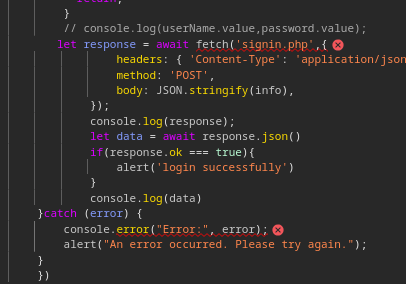 }
// console.log(userName.value,password.value);
let response = await fetch('signin.php',{
headers: { 'Content-Type': 'application/json
method: 'POST',
body: JSON.stringify(info),
});
console.log(response);
let data = await response.json()
if(response.ok === true){
alert('login successfully')
}
console.log(data)
}catch (error) {
console.error("Error:", error);
alert("An error occurred. Please try again.");
}
})